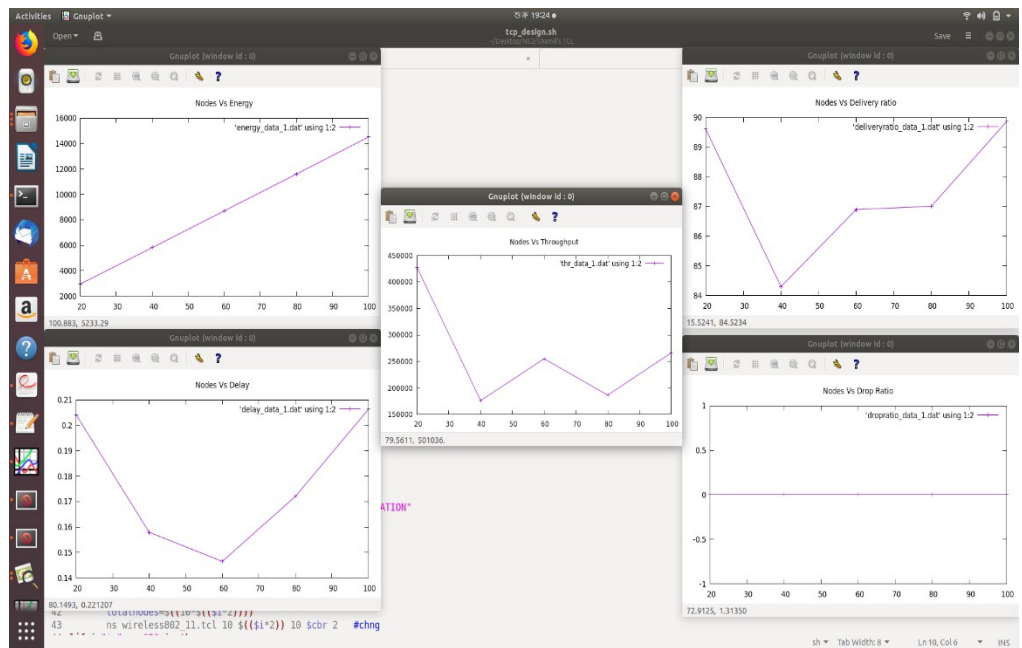 Activities Gnuplot ▾
19:24 ●
Open ▾
tcp_design.sh
~/Desktop/NS2/Shamil's TCL
Save
×
Gnuplot (window id : 0)
Nodes Vs Energy
'energy_data_1.dat' using 1:2
16000
14000
12000
10000
8000
6000
4000
2000
20 30 40 50 60 70 80 90 100
100.883, 5233.29
Gnuplot (window id : 0)
Nodes Vs Delivery ratio
'deliveryratio_data_1.dat' using 1:2
90
89
88
87
86
85
84
20 30 40 50 60 70 80 90 100
15.5241, 84.5234
Gnuplot (window id : 0)
Nodes Vs Throughput
'thr_data_1.dat' using 1:2
450000
400000
350000
300000
250000
200000
150000
20 30 40 50 60 70 80 90 100
79.5611, 501036.
Gnuplot (window id : 0)
Nodes Vs Delay
'delay_data_1.dat' using 1:2
0.21
0.2
0.19
0.18
0.17
0.16
0.15
0.14
20 30 40 50 60 70 80 90 100
80.1493, 0.221207
Gnuplot (window id : 0)
Nodes Vs Drop Ratio
'dropratio_data_1.dat' using 1:2
1
0.5
0
-0.5
-1
20 30 40 50 60 70 80 90 100
72.9125, 1.31350
ATION"
42 totalnodes=$((10*$(($i*2))))
43 ns wireless802_11.tcl 10 $(($i*2)) 10 $cbr 2 #chng
sh ▾ Tab Width: 8 ▾ Ln 10, Col 6 ▾ INS